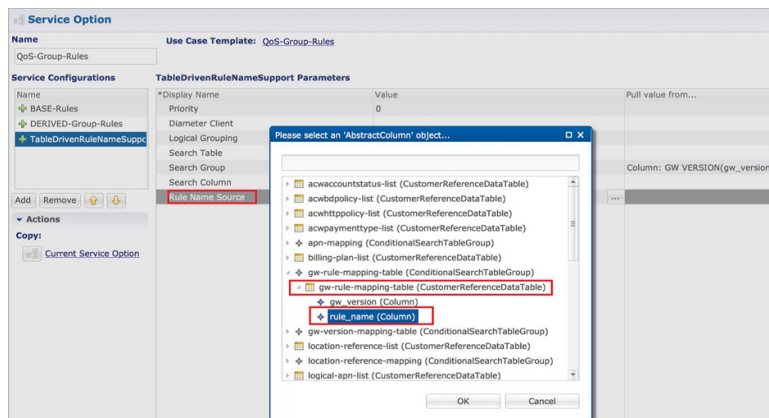 Service Option
Name
Use Case Template: QoS-Group-Rules
QoS-Group-Rules
Service Configurations
TableDrivenRuleNameSupport Parameters
Name
*Display Name Value Pull value from...
BASE-Rules
Priority 0
DERIVED-Group-Rules
Diameter Client
TableDrivenRuleNameSuppc
Logical Grouping
Search Table
Search Group Column: GW VERSION(gw_version
Search Column
Add Remove
Rule Name Source ...
Actions
Copy:
Current Service Option
Please select an 'AbstractColumn' object...
acwaccountstatus-list (CustomerReferenceDataTable)
acwbdpolicy-list (CustomerReferenceDataTable)
acwhttppolicy-list (CustomerReferenceDataTable)
acwpaymenttype-list (CustomerReferenceDataTable)
apn-mapping (ConditionalSearchTableGroup)
billing-plan-list (CustomerReferenceDataTable)
gw-rule-mapping-table (ConditionalSearchTableGroup)
gw-rule-mapping-table (CustomerReferenceDataTable)
gw_version (Column)
rule_name (Column)
gw-version-mapping-table (ConditionalSearchTableGroup)
location-reference-list (CustomerReferenceDataTable)
location-reference-mapping (ConditionalSearchTableGroup)
logical-apn-list (CustomerReferenceDataTable)
OK Cancel